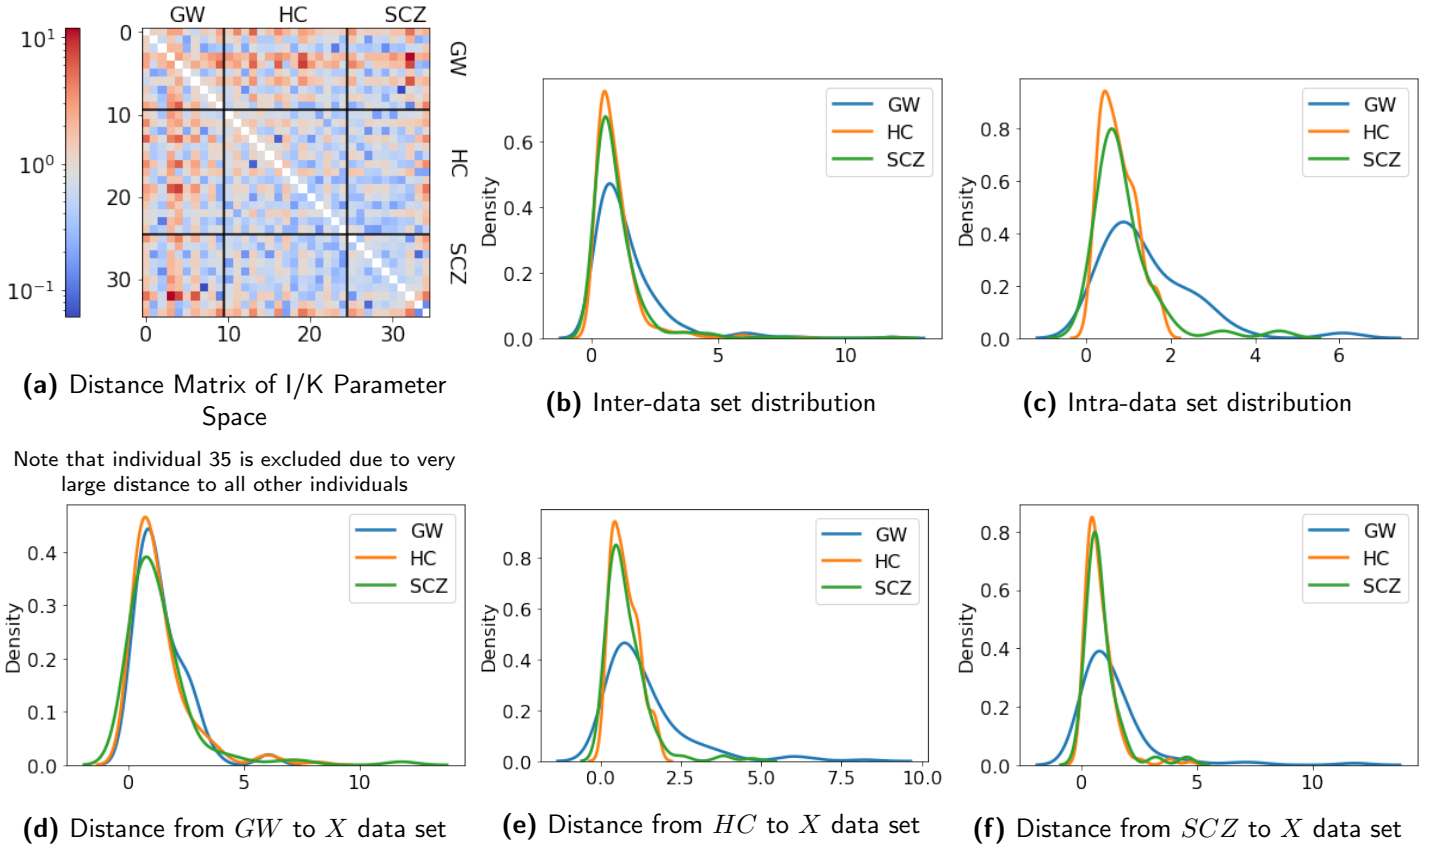 GW HC SCZ
10¹
10⁰
10⁻¹
0
10
20
30
0 10 20 30
GW
HC
SCZ
(a) Distance Matrix of I/K Parameter
Space
Note that individual 35 is excluded due to very
large distance to all other individuals
Density
0.6
0.4
0.2
0.0
0 5 10
GW
HC
SCZ
(b) Inter-data set distribution
Density
0.8
0.6
0.4
0.2
0.0
0 2 4 6
GW
HC
SCZ
(c) Intra-data set distribution
Density
0.4
0.3
0.2
0.1
0.0
0 5 10
GW
HC
SCZ
(d) Distance from GW to X data set
Density
0.8
0.6
0.4
0.2
0.0
0.0 2.5 5.0 7.5 10.0
GW
HC
SCZ
(e) Distance from HC to X data set
Density
0.8
0.6
0.4
0.2
0.0
0 5 10
GW
HC
SCZ
(f) Distance from SCZ to X data set